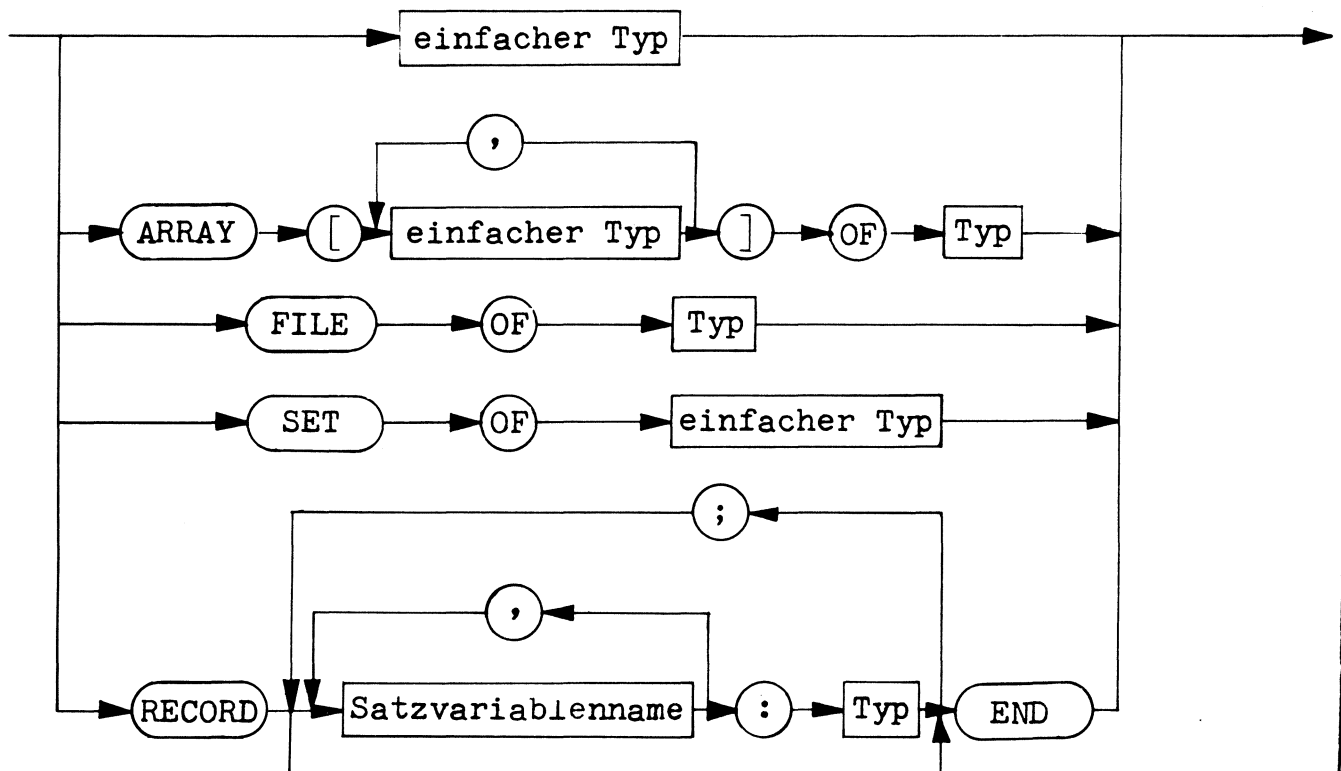 einfacher Typ
,
ARRAY [ einfacher Typ ] OF Typ
FILE OF Typ
SET OF einfacher Typ
;
,
RECORD Satzvariablenname : Typ END